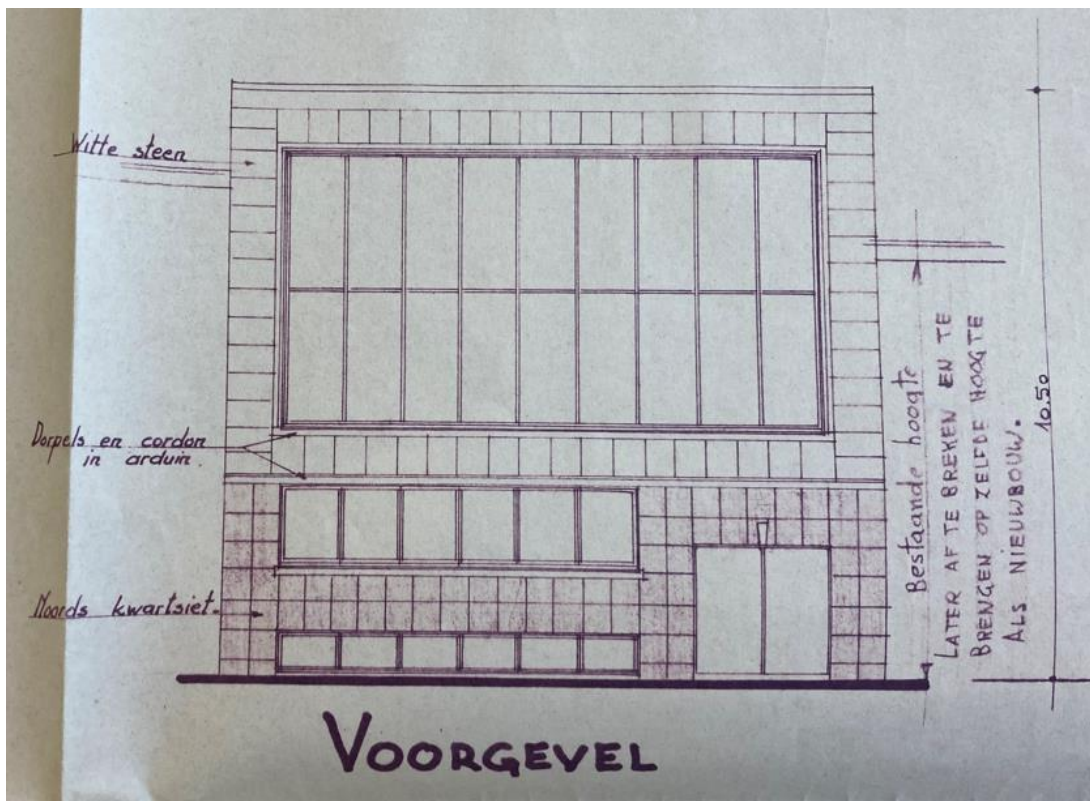 Witte steen
Dorpels en cordon
in arduin.
Noords kwartsiet.
Bestaande hoogte
LATER AF TE BREKEN EN TE
BRENGEN OP ZELFDE HOOGTE
ALS NIEUWBOUW.
10.50
VOORGEVEL